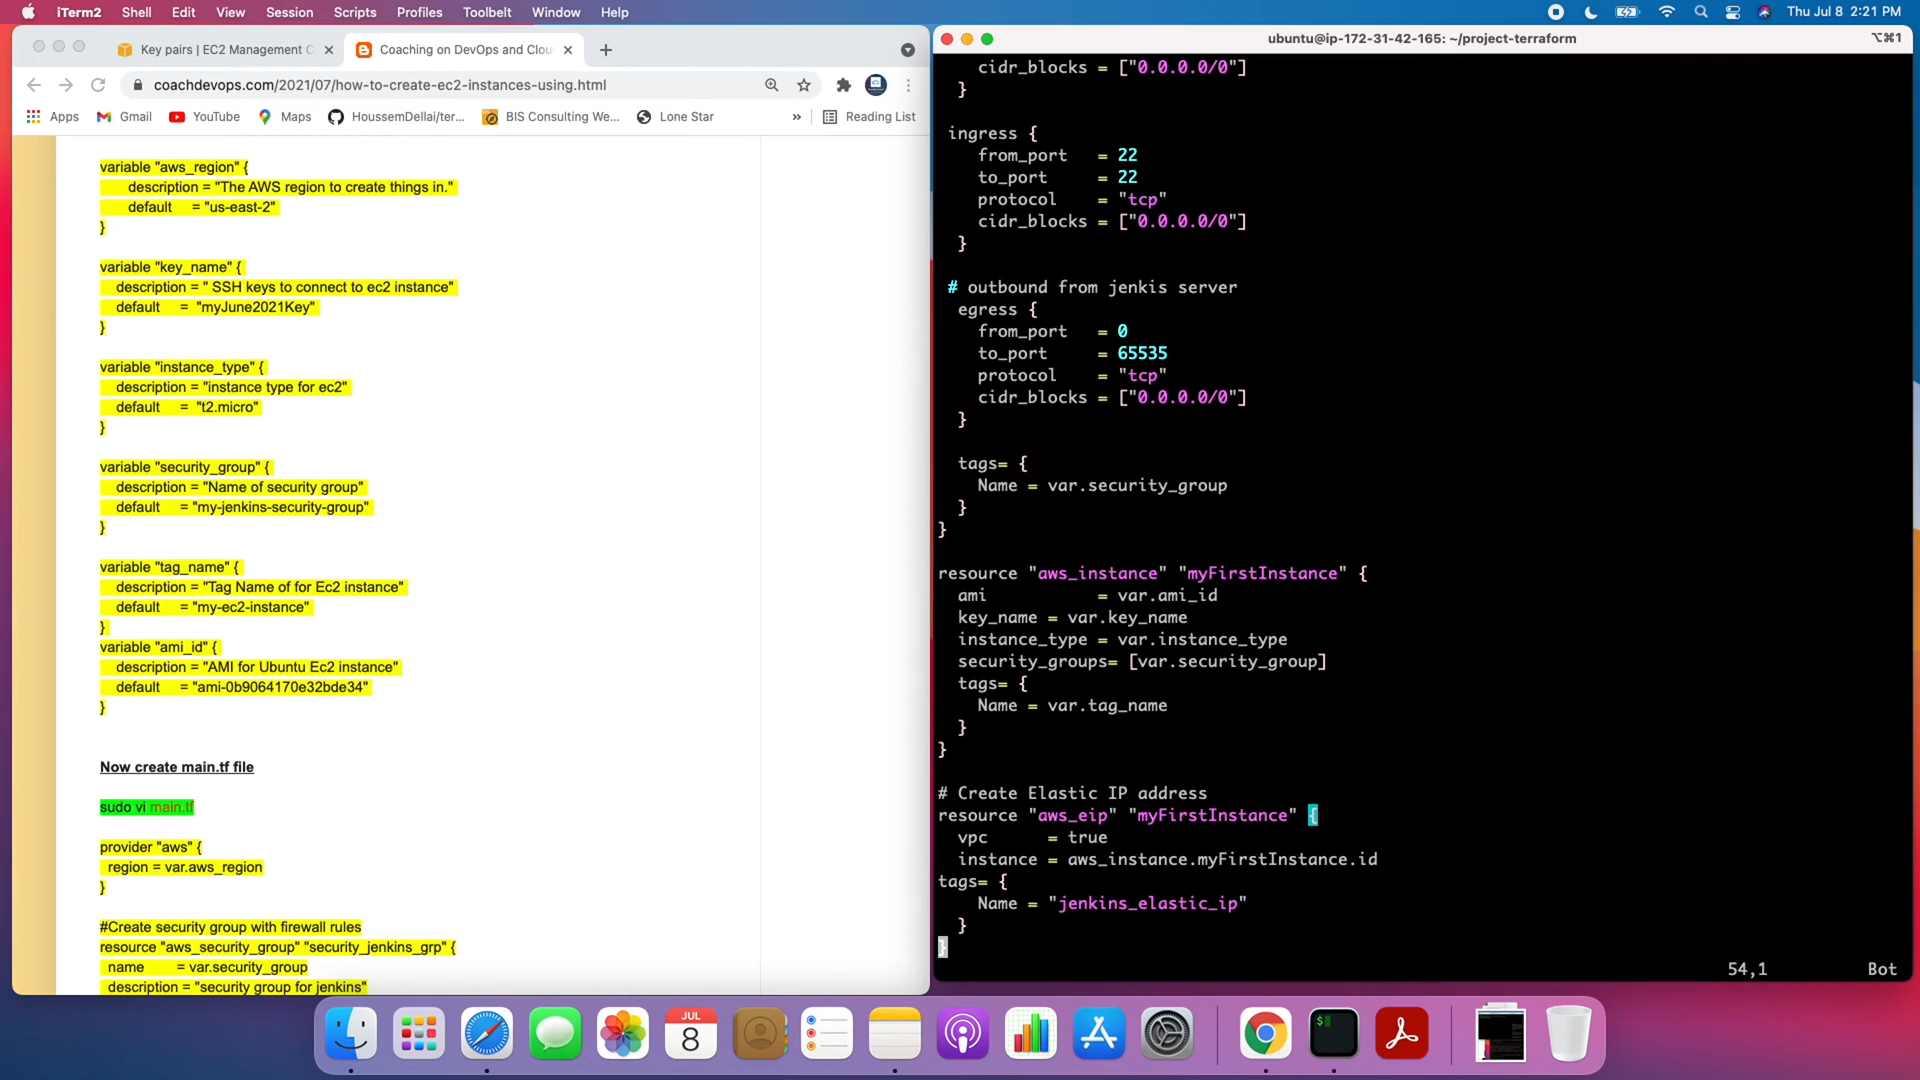 iTerm2 Shell Edit View Session Scripts Profiles Toolbelt Window Help
Thu Jul 8 2:21 PM
Key pairs | EC2 Management C
Coaching on DevOps and Clou
coachdevops.com/2021/07/how-to-create-ec2-instances-using.html
Apps Gmail YouTube Maps HoussemDellai/ter... BIS Consulting We... Lone Star » Reading List
variable "aws_region" {
description = "The AWS region to create things in."
default = "us-east-2"
}
variable "key_name" {
description = " SSH keys to connect to ec2 instance"
default = "myJune2021Key"
}
variable "instance_type" {
description = "instance type for ec2"
default = "t2.micro"
}
variable "security_group" {
description = "Name of security group"
default = "my-jenkins-security-group"
}
variable "tag_name" {
description = "Tag Name of for Ec2 instance"
default = "my-ec2-instance"
}
variable "ami_id" {
description = "AMI for Ubuntu Ec2 instance"
default = "ami-0b9064170e32bde34"
}
Now create main.tf file
sudo vi main.tf
provider "aws" {
region = var.aws_region
}
#Create security group with firewall rules
resource "aws_security_group" "security_jenkins_grp" {
name = var.security_group
description = "security group for jenkins"
ubuntu@ip-172-31-42-165: ~/project-terraform
⌥⌘1
cidr_blocks = ["0.0.0.0/0"]
}
ingress {
from_port = 22
to_port = 22
protocol = "tcp"
cidr_blocks = ["0.0.0.0/0"]
}
# outbound from jenkis server
egress {
from_port = 0
to_port = 65535
protocol = "tcp"
cidr_blocks = ["0.0.0.0/0"]
}
tags= {
Name = var.security_group
}
}
resource "aws_instance" "myFirstInstance" {
ami = var.ami_id
key_name = var.key_name
instance_type = var.instance_type
security_groups= [var.security_group]
tags= {
Name = var.tag_name
}
}
# Create Elastic IP address
resource "aws_eip" "myFirstInstance" {
vpc = true
instance = aws_instance.myFirstInstance.id
tags= {
Name = "jenkins_elastic_ip"
}
}
54,1 Bot
JUL
8